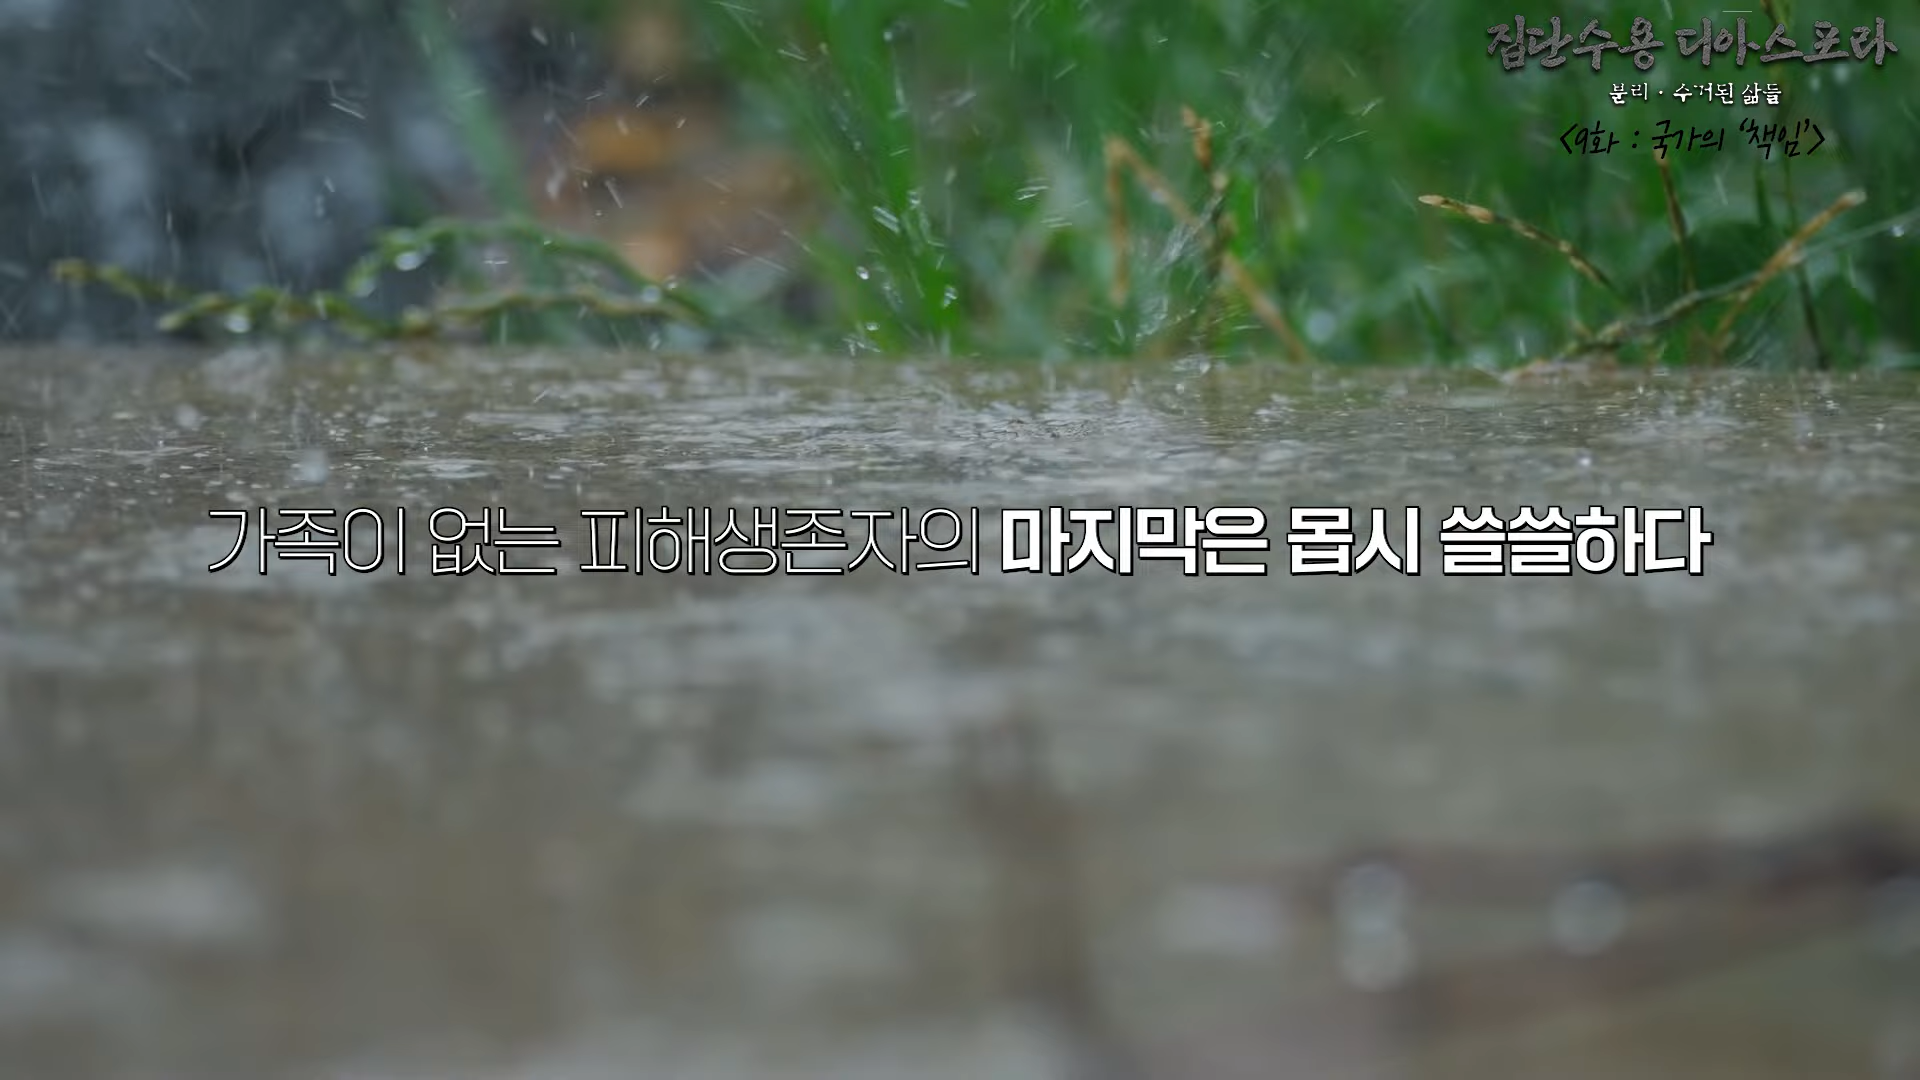 집단수용 디아스포라
분리·수거된 삶들
<9화 : 국가의 ‘책임’>
가족이 없는 피해생존자의 마지막은 몹시 쓸쓸하다